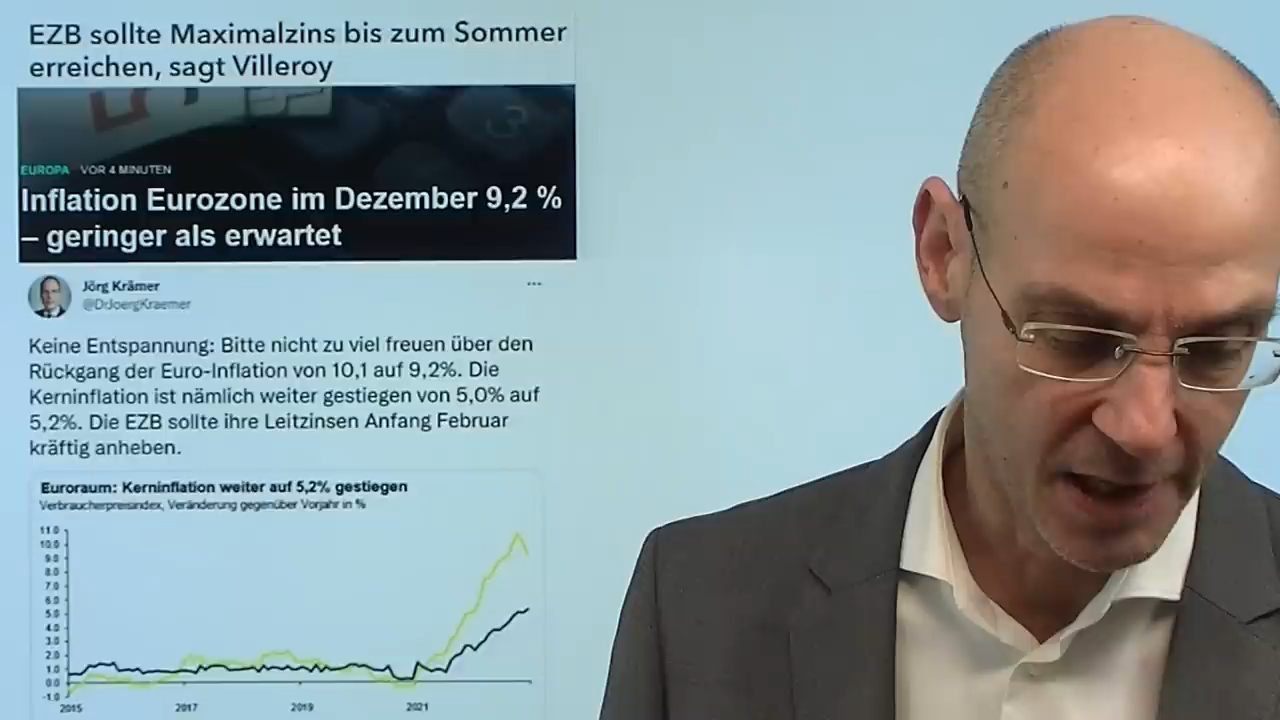 EZB sollte Maximalzins bis zum Sommer
erreichen, sagt Villeroy
EUROPA VOR 4 MINUTEN
Inflation Eurozone im Dezember 9,2 %
– geringer als erwartet
Jörg Krämer
@DrJoergKraemer
Keine Entspannung: Bitte nicht zu viel freuen über den
Rückgang der Euro-Inflation von 10,1 auf 9,2%. Die
Kerninflation ist nämlich weiter gestiegen von 5,0% auf
5,2%. Die EZB sollte ihre Leitzinsen Anfang Februar
kräftig anheben.
Euroraum: Kerninflation weiter auf 5,2% gestiegen
Verbraucherpreisindex, Veränderung gegenüber Vorjahr in %
11.0
10.0
9.0
8.0
7.0
6.0
5.0
4.0
3.0
2.0
1.0
0.0
-1.0
2015 2017 2019 2021